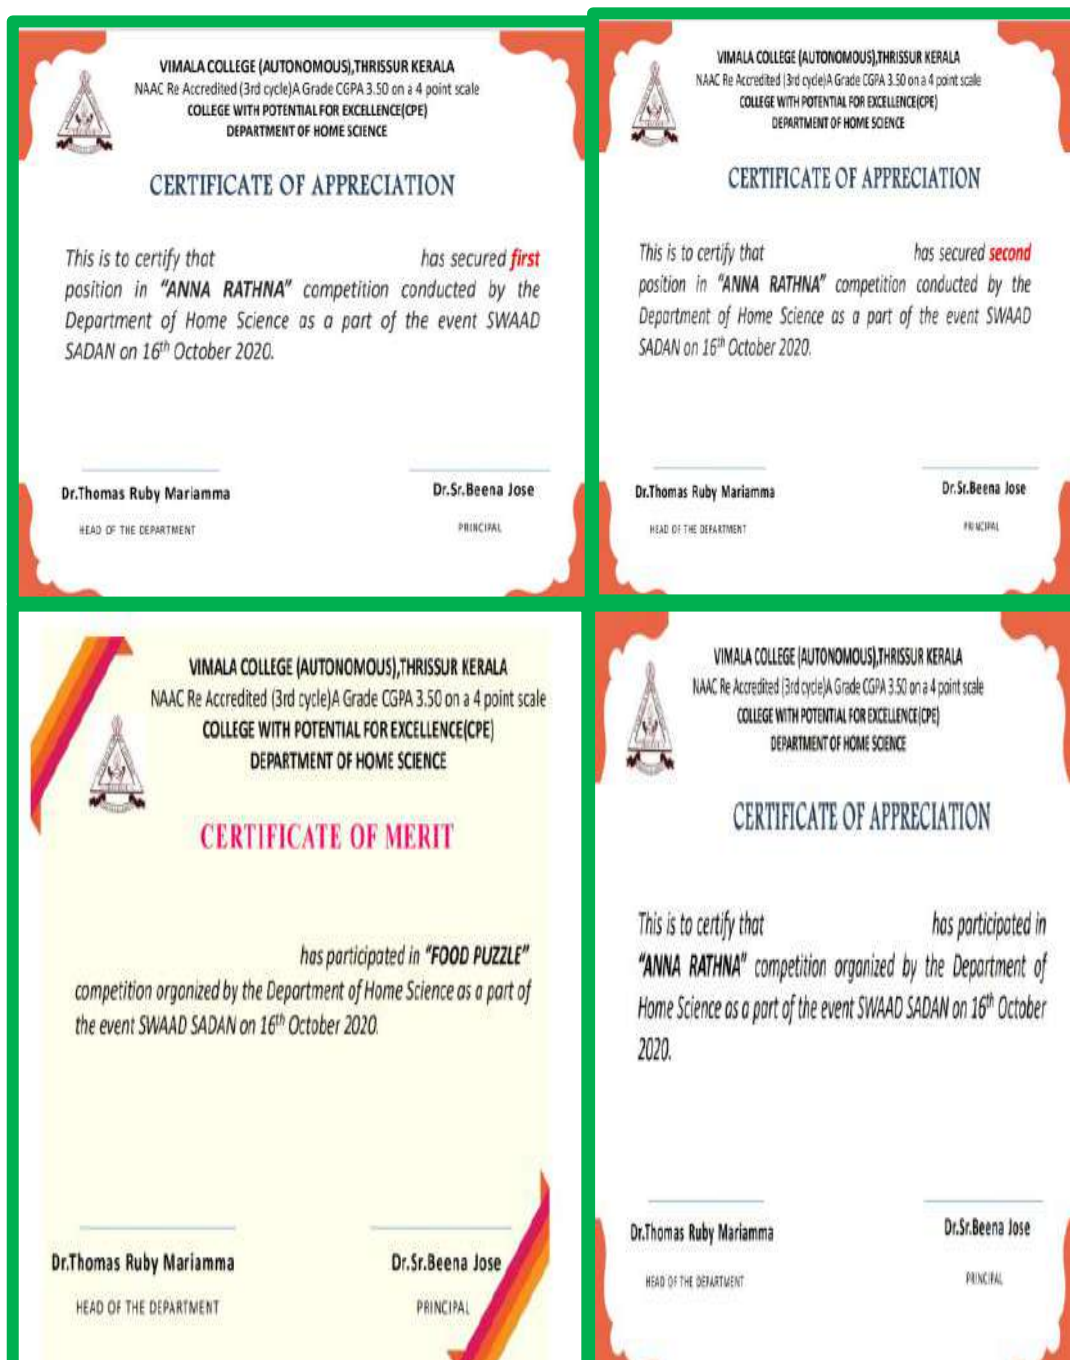 VIMALA COLLEGE (AUTONOMOUS),THRISSUR KERALA
NAAC Re Accredited (3rd cycle)A Grade CGPA 3.50 on a 4 point scale
COLLEGE WITH POTENTIAL FOR EXCELLENCE(CPE)
DEPARTMENT OF HOME SCIENCE
CERTIFICATE OF APPRECIATION
This is to certify that has secured first
position in "ANNA RATHNA" competition conducted by the
Department of Home Science as a part of the event SWAAD
SADAN on 16th October 2020.
Dr.Thomas Ruby Mariamma
HEAD OF THE DEPARTMENT
Dr.Sr.Beena Jose
PRINCIPAL
VIMALA COLLEGE (AUTONOMOUS),THRISSUR KERALA
NAAC Re Accredited (3rd cycle)A Grade CGPA 3.50 on a 4 point scale
COLLEGE WITH POTENTIAL FOR EXCELLENCE(CPE)
DEPARTMENT OF HOME SCIENCE
CERTIFICATE OF APPRECIATION
This is to certify that has secured second
position in "ANNA RATHNA" competition conducted by the
Department of Home Science as a part of the event SWAAD
SADAN on 16th October 2020.
Dr.Thomas Ruby Mariamma
HEAD OF THE DEPARTMENT
Dr.Sr.Beena Jose
PRINCIPAL
VIMALA COLLEGE (AUTONOMOUS),THRISSUR KERALA
NAAC Re Accredited (3rd cycle)A Grade CGPA 3.50 on a 4 point scale
COLLEGE WITH POTENTIAL FOR EXCELLENCE(CPE)
DEPARTMENT OF HOME SCIENCE
CERTIFICATE OF MERIT
has participated in "FOOD PUZZLE"
competition organized by the Department of Home Science as a part of
the event SWAAD SADAN on 16th October 2020.
Dr.Thomas Ruby Mariamma
HEAD OF THE DEPARTMENT
Dr.Sr.Beena Jose
PRINCIPAL
VIMALA COLLEGE (AUTONOMOUS),THRISSUR KERALA
NAAC Re Accredited (3rd cycle)A Grade CGPA 3.50 on a 4 point scale
COLLEGE WITH POTENTIAL FOR EXCELLENCE(CPE)
DEPARTMENT OF HOME SCIENCE
CERTIFICATE OF APPRECIATION
This is to certify that has participated in
"ANNA RATHNA" competition organized by the Department of
Home Science as a part of the event SWAAD SADAN on 16th October
2020.
Dr.Thomas Ruby Mariamma
HEAD OF THE DEPARTMENT
Dr.Sr.Beena Jose
PRINCIPAL